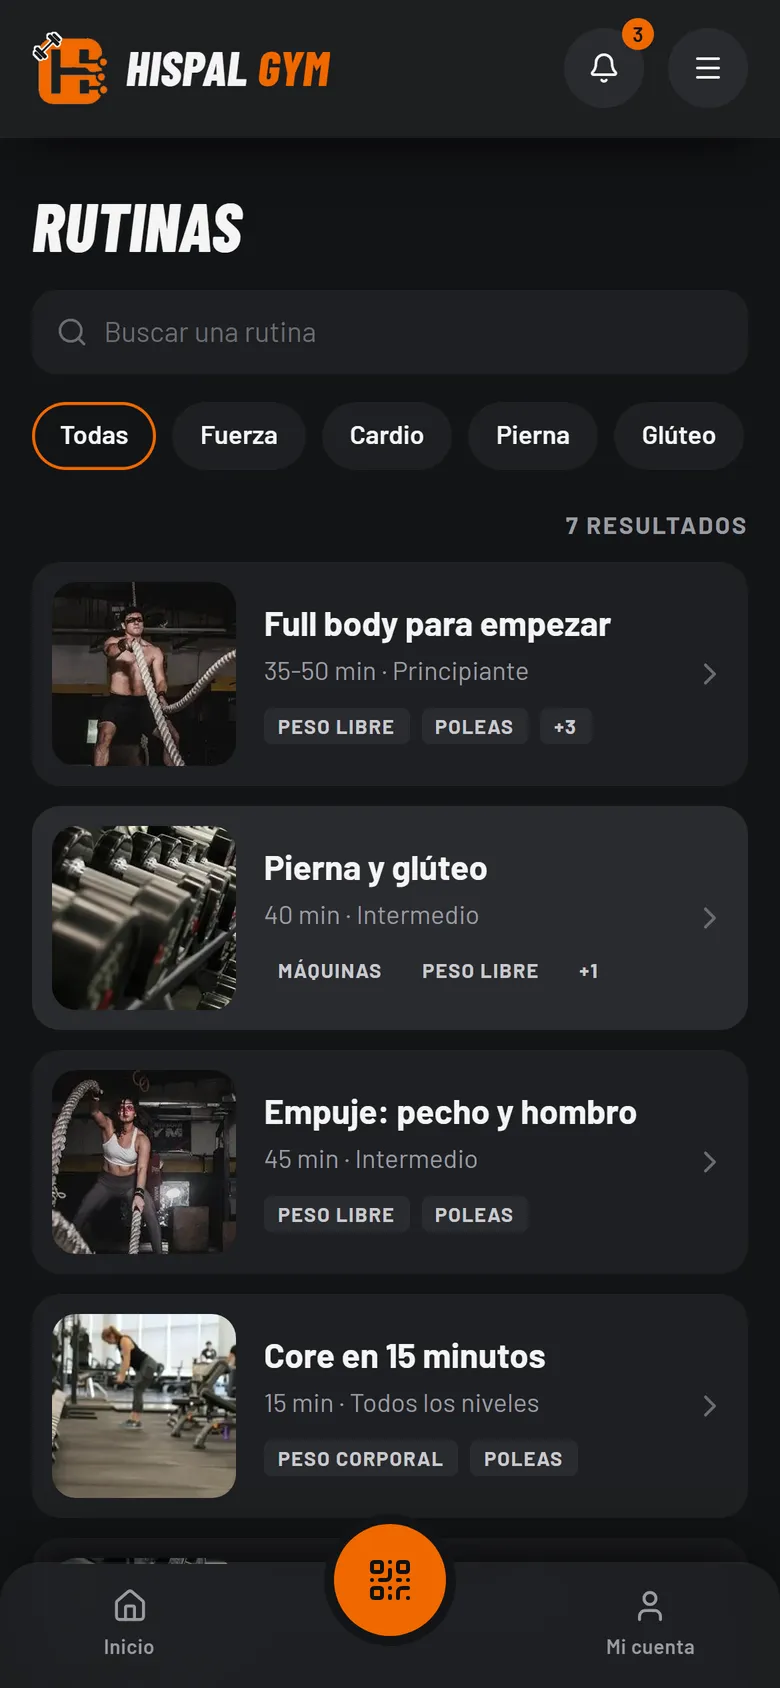 HISPAL GYM
3
RUTINAS
Buscar una rutina
Todas
Fuerza
Cardio
Pierna
Glúteo
7 RESULTADOS
Full body para empezar
35-50 min · Principiante
PESO LIBRE
POLEAS
+3
Pierna y glúteo
40 min · Intermedio
MÁQUINAS
PESO LIBRE
+1
Empuje: pecho y hombro
45 min · Intermedio
PESO LIBRE
POLEAS
Core en 15 minutos
15 min · Todos los niveles
PESO CORPORAL
POLEAS
Inicio
Mi cuenta